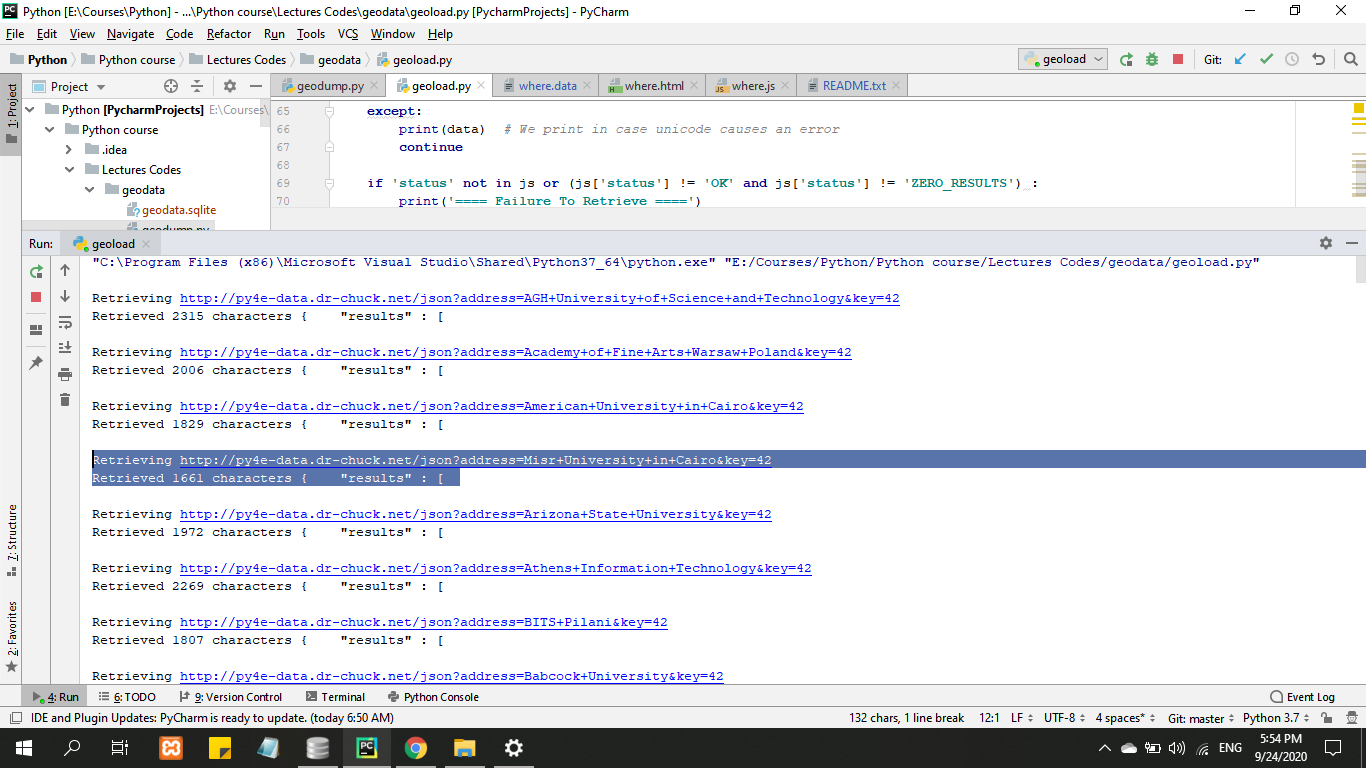 Python [E:\Courses\Python] - ...\Python course\Lectures Codes\geodata\geoload.py [PycharmProjects] - PyCharm
File Edit View Navigate Code Refactor Run Tools VCS Window Help
Python Python course Lectures Codes geodata geoload.py geoload Git:
1: Project
Project
geodump.py geoload.py where.data where.html where.js README.txt
Python [PycharmProjects] E:\Courses\
Python course
.idea
Lectures Codes
geodata
geodata.sqlite
geodump.py
65 except:
66 print(data) # We print in case unicode causes an error
67 continue
68
69 if 'status' not in js or (js['status'] != 'OK' and js['status'] != 'ZERO_RESULTS') :
70 print('==== Failure To Retrieve ====')
Run: geoload
"C:\Program Files (x86)\Microsoft Visual Studio\Shared\Python37_64\python.exe" "E:/Courses/Python/Python course/Lectures Codes/geodata/geoload.py"
Retrieving http://py4e-data.dr-chuck.net/json?address=AGH+University+of+Science+and+Technology&key=42
Retrieved 2315 characters { "results" : [
Retrieving http://py4e-data.dr-chuck.net/json?address=Academy+of+Fine+Arts+Warsaw+Poland&key=42
Retrieved 2006 characters { "results" : [
Retrieving http://py4e-data.dr-chuck.net/json?address=American+University+in+Cairo&key=42
Retrieved 1829 characters { "results" : [
Retrieving http://py4e-data.dr-chuck.net/json?address=Misr+University+in+Cairo&key=42
Retrieved 1661 characters { "results" : [
Retrieving http://py4e-data.dr-chuck.net/json?address=Arizona+State+University&key=42
Retrieved 1972 characters { "results" : [
Retrieving http://py4e-data.dr-chuck.net/json?address=Athens+Information+Technology&key=42
Retrieved 2269 characters { "results" : [
Retrieving http://py4e-data.dr-chuck.net/json?address=BITS+Pilani&key=42
Retrieved 1807 characters { "results" : [
Retrieving http://py4e-data.dr-chuck.net/json?address=Babcock+University&key=42
7: Structure
2: Favorites
4: Run 6: TODO 9: Version Control Terminal Python Console Event Log
IDE and Plugin Updates: PyCharm is ready to update. (today 6:50 AM) 132 chars, 1 line break 12:1 LF UTF-8 4 spaces* Git: master Python 3.7
ENG
5:54 PM
9/24/2020